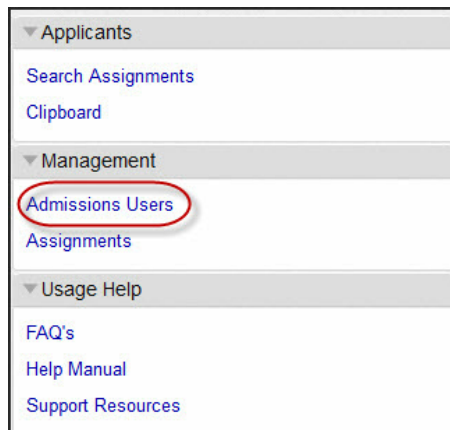 Applicants
Search Assignments
Clipboard
Management
Admissions Users
Assignments
Usage Help
FAQ's
Help Manual
Support Resources